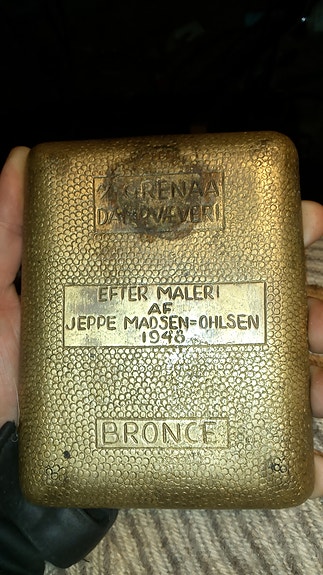 GRENAA
DAMPVÆVERI
EFTER MALERI
AF
JEPPE MADSEN=OHLSEN
1948
BRONCE